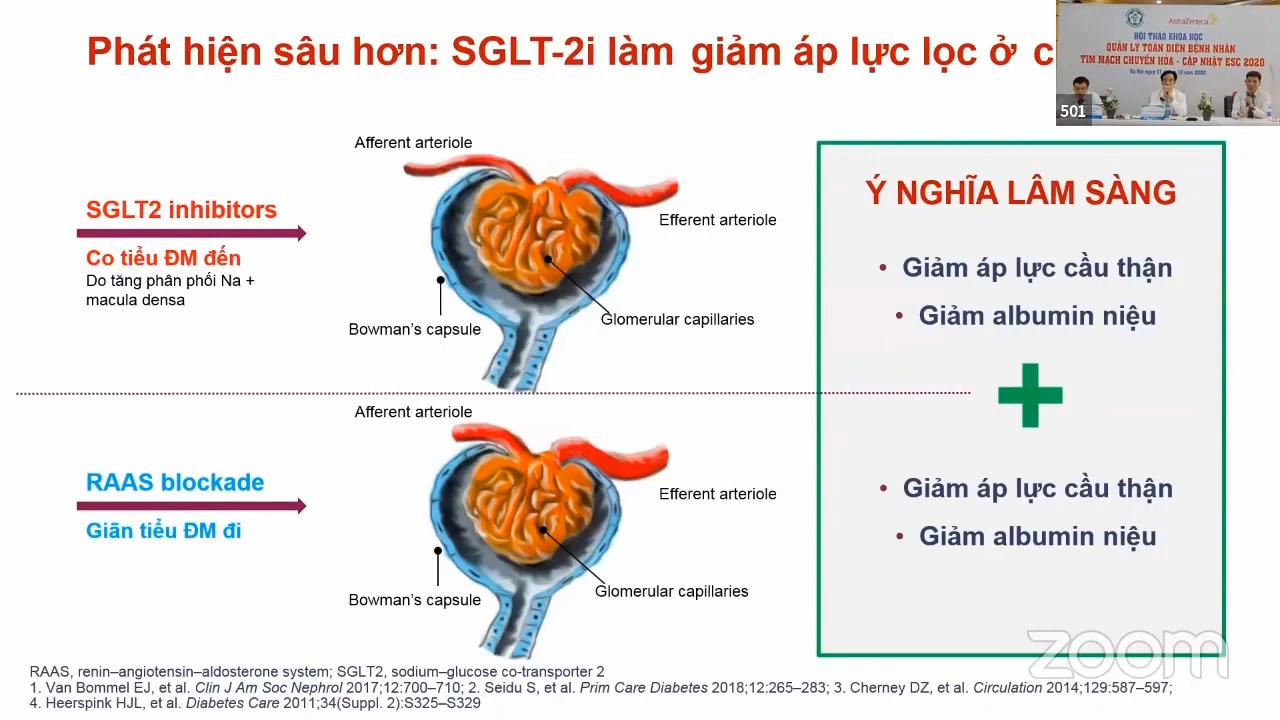 Phát hiện sâu hơn: SGLT-2i làm giảm áp lực lọc ở c
AstraZeneca
HỘI THẢO KHOA HỌC
QUẢN LÝ TOÀN DIỆN BỆNH NHÂN
TIM MẠCH CHUYỂN HÓA - CẬP NHẬT ESC 2020
501
Afferent arteriole
SGLT2 inhibitors
Co tiểu ĐM đến
Do tăng phân phối Na +
macula densa
Efferent arteriole
Bowman's capsule
Glomerular capillaries
Ý NGHĨA LÂM SÀNG
• Giảm áp lực cầu thận
• Giảm albumin niệu
Afferent arteriole
RAAS blockade
Giãn tiểu ĐM đi
Efferent arteriole
Bowman's capsule
Glomerular capillaries
• Giảm áp lực cầu thận
• Giảm albumin niệu
zoom
RAAS, renin–angiotensin–aldosterone system; SGLT2, sodium–glucose co-transporter 2
1. Van Bommel EJ, et al. Clin J Am Soc Nephrol 2017;12:700–710; 2. Seidu S, et al. Prim Care Diabetes 2018;12:265–283; 3. Cherney DZ, et al. Circulation 2014;129:587–597;
4. Heerspink HJL, et al. Diabetes Care 2011;34(Suppl. 2):S325–S329